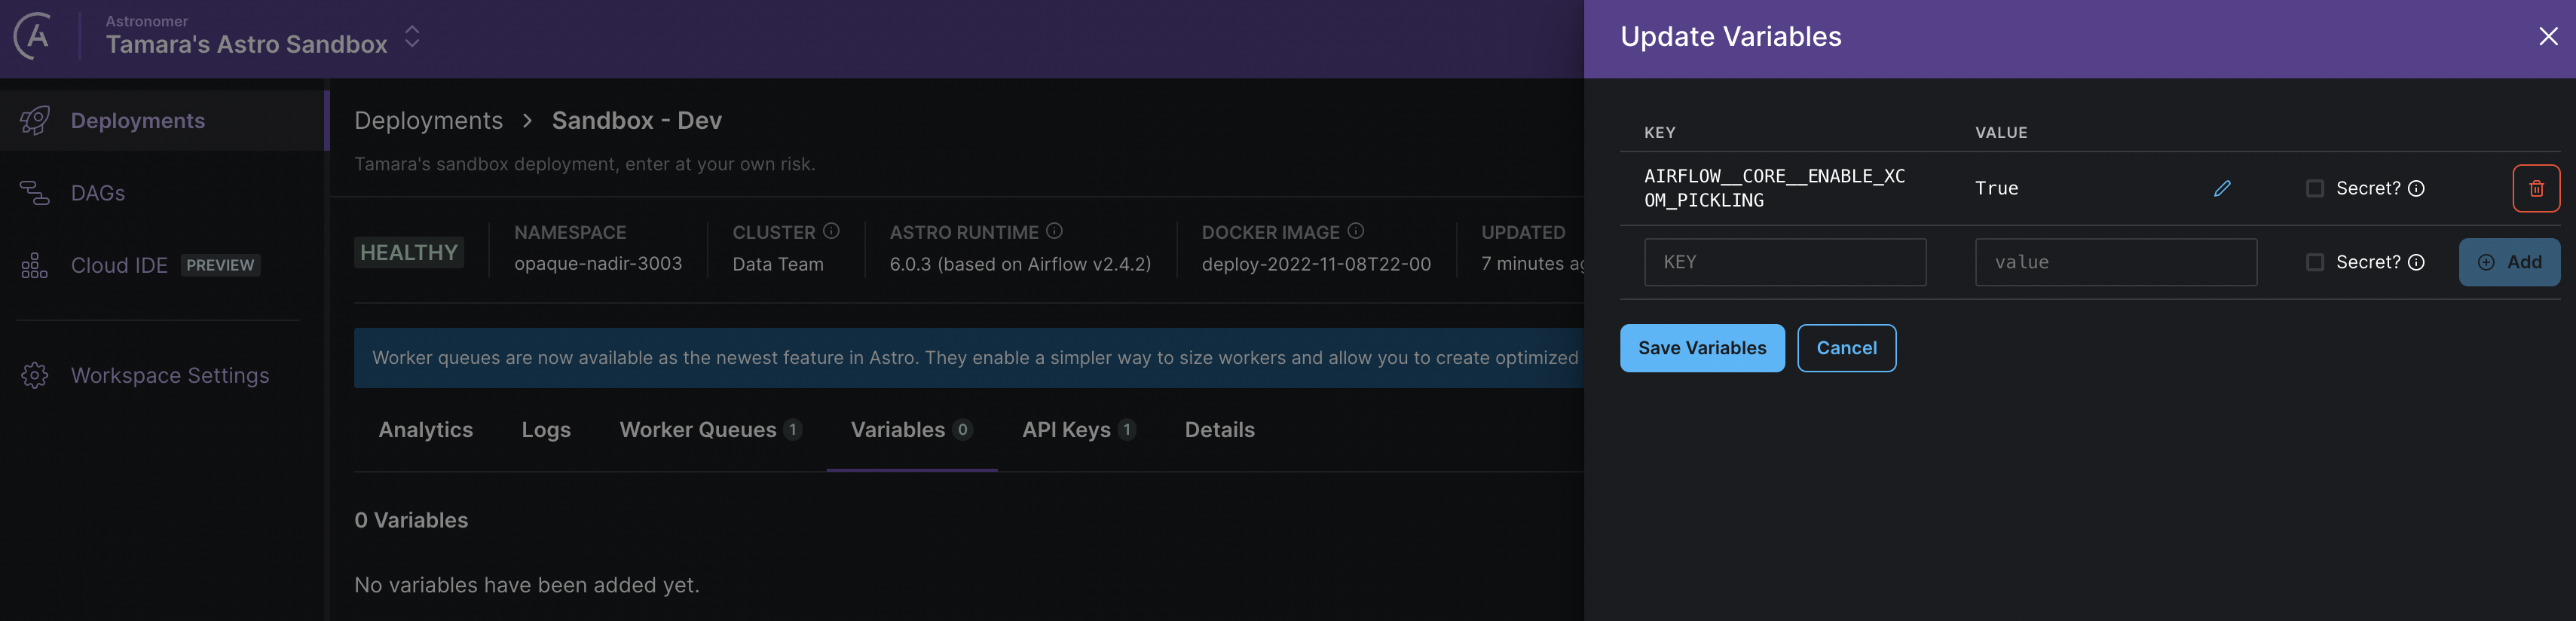 Astronomer
Tamara's Astro Sandbox
Deployments
DAGs
Cloud IDE PREVIEW
Workspace Settings
Deployments > Sandbox - Dev
Tamara's sandbox deployment, enter at your own risk.
HEALTHY
NAMESPACE
opaque-nadir-3003
CLUSTER
Data Team
ASTRO RUNTIME
6.0.3 (based on Airflow v2.4.2)
DOCKER IMAGE
deploy-2022-11-08T22-00
UPDATED
7 minutes
Worker queues are now available as the newest feature in Astro. They enable a simpler way to size workers and allow you to create optimized
Analytics Logs Worker Queues 1 Variables 0 API Keys 1 Details
0 Variables
No variables have been added yet.
Update Variables
KEY VALUE
AIRFLOW__CORE__ENABLE_XC
OM_PICKLING
True
Secret?
KEY value Secret? Add
Save Variables Cancel